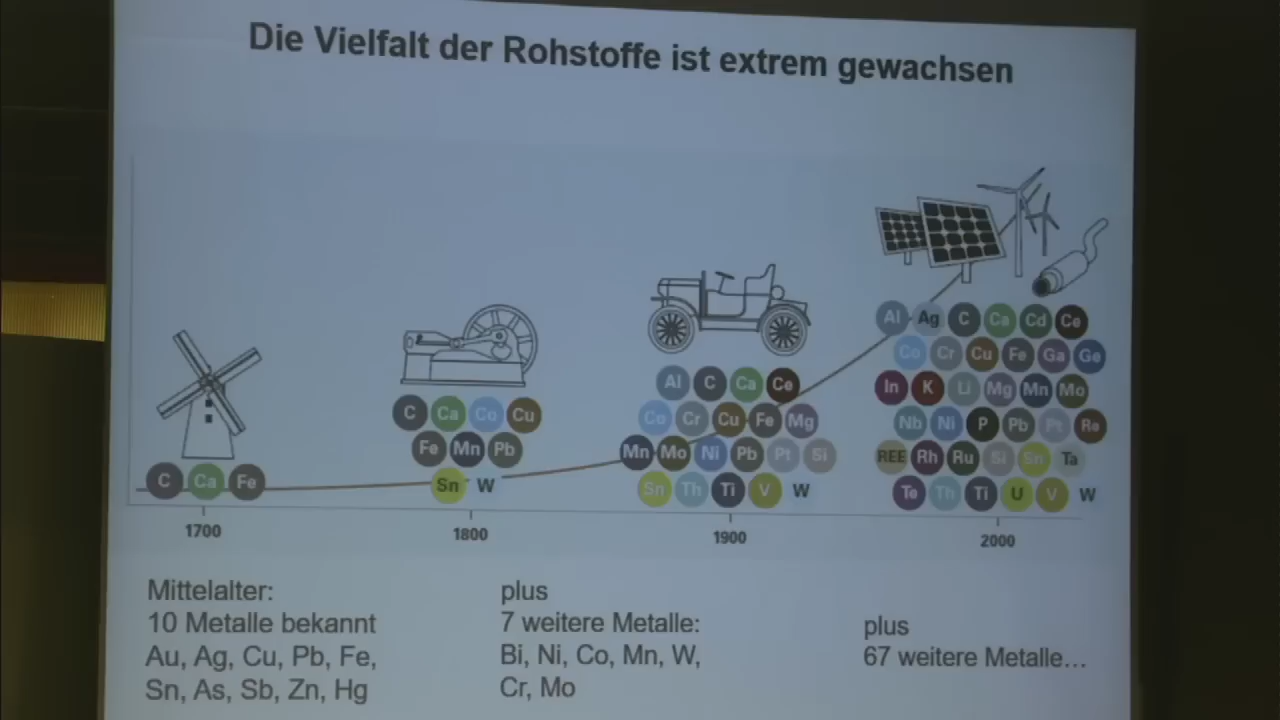 Die Vielfalt der Rohstoffe ist extrem gewachsen
C Ca Fe
C Ca Co Cu
Fe Mn Pb
Sn W
Al C Ca Ce
Co Cr Cu Fe Mg
Mn Mo Ni Pb Pt Si
Sn Th Ti V W
Al Ag C Ca Cd Ce
Co Cr Cu Fe Ga Ge
In K Li Mg Mn Mo
Nb Ni P Pb Pt Re
REE Rh Ru Si Sn Ta
Te Th Ti U V W
1700
1800
1900
2000
Mittelalter:
10 Metalle bekannt
Au, Ag, Cu, Pb, Fe,
Sn, As, Sb, Zn, Hg
plus
7 weitere Metalle:
Bi, Ni, Co, Mn, W,
Cr, Mo
plus
67 weitere Metalle...